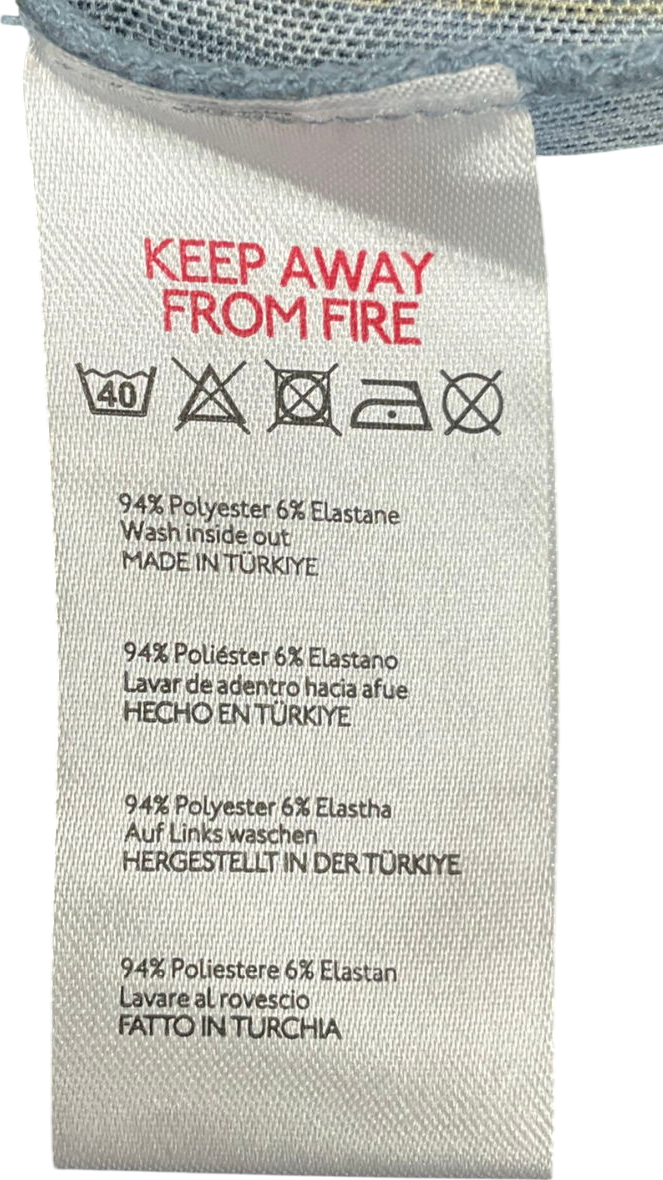 KEEP AWAY
FROM FIRE
40
94% Polyester 6% Elastane
Wash inside out
MADE IN TÜRKIYE
94% Poliéster 6% Elastano
Lavar de adentro hacia afue
HECHO EN TÜRKIYE
94% Polyester 6% Elastha
Auf Links waschen
HERGESTELLT IN DER TÜRKIYE
94% Poliestere 6% Elastan
Lavare al rovescio
FATTO IN TURCHIA